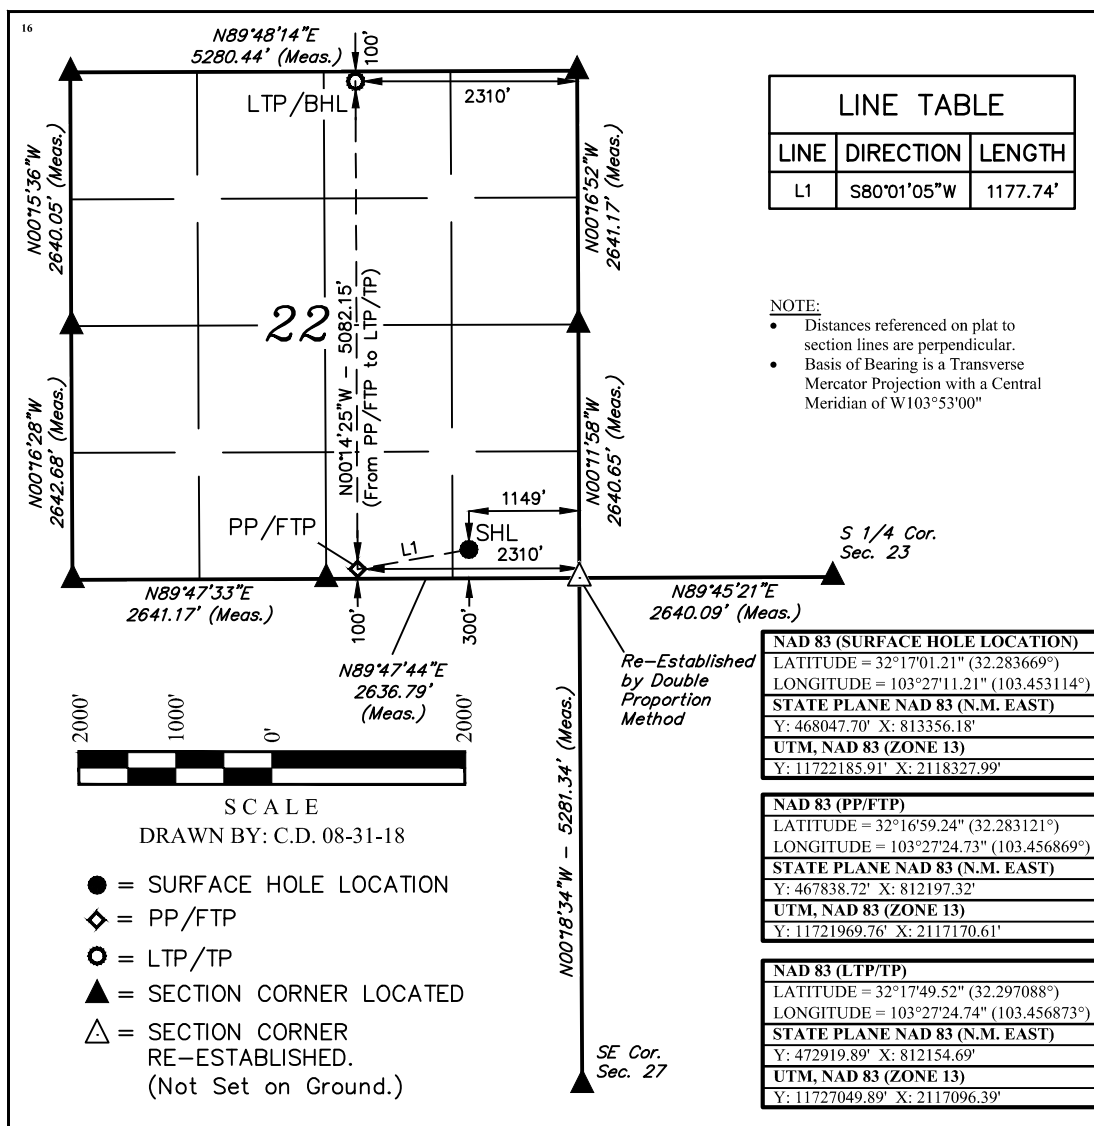 16
N89°48'14"E
5280.44' (Meas.)
100'
2310'
LTP/BHL
N00°15'36"W
2640.05' (Meas.)
N00°16'52"W
2641.17' (Meas.)
22
N00°14'25"W – 5082.15'
(From PP/FTP to LTP/TP)
N00°16'28"W
2642.68' (Meas.)
N00°11'58"W
2640.65' (Meas.)
1149'
SHL
PP/FTP
L1
2310'
S 1/4 Cor.
Sec. 23
N89°47'33"E
2641.17' (Meas.)
100'
300'
N89°45'21"E
2640.09' (Meas.)
N89°47'44"E
2636.79'
(Meas.)
Re-Established
by Double
Proportion
Method
N00°18'34"W – 5281.34' (Meas.)
SE Cor.
Sec. 27
2000'
1000'
0'
2000'
SCALE
DRAWN BY: C.D. 08-31-18
= SURFACE HOLE LOCATION
= PP/FTP
= LTP/TP
= SECTION CORNER LOCATED
= SECTION CORNER
RE-ESTABLISHED.
(Not Set on Ground.)
LINE TABLE
LINE DIRECTION LENGTH
L1 S80°01'05"W 1177.74'
NOTE:
• Distances referenced on plat to
section lines are perpendicular.
• Basis of Bearing is a Transverse
Mercator Projection with a Central
Meridian of W103°53'00"
NAD 83 (SURFACE HOLE LOCATION)
LATITUDE = 32°17'01.21" (32.283669°)
LONGITUDE = 103°27'11.21" (103.453114°)
STATE PLANE NAD 83 (N.M. EAST)
Y: 468047.70' X: 813356.18'
UTM, NAD 83 (ZONE 13)
Y: 11722185.91' X: 2118327.99'
NAD 83 (PP/FTP)
LATITUDE = 32°16'59.24" (32.283121°)
LONGITUDE = 103°27'24.73" (103.456869°)
STATE PLANE NAD 83 (N.M. EAST)
Y: 467838.72' X: 812197.32'
UTM, NAD 83 (ZONE 13)
Y: 11721969.76' X: 2117170.61'
NAD 83 (LTP/TP)
LATITUDE = 32°17'49.52" (32.297088°)
LONGITUDE = 103°27'24.74" (103.456873°)
STATE PLANE NAD 83 (N.M. EAST)
Y: 472919.89' X: 812154.69'
UTM, NAD 83 (ZONE 13)
Y: 11727049.89' X: 2117096.39'